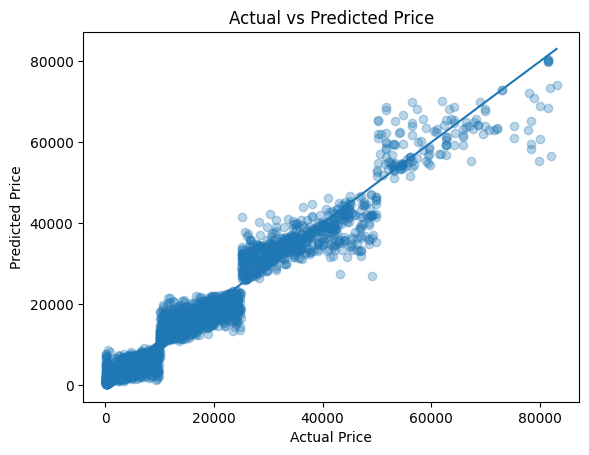 Actual vs Predicted Price
Predicted Price
80000
60000
40000
20000
0
0 20000 40000 60000 80000
Actual Price